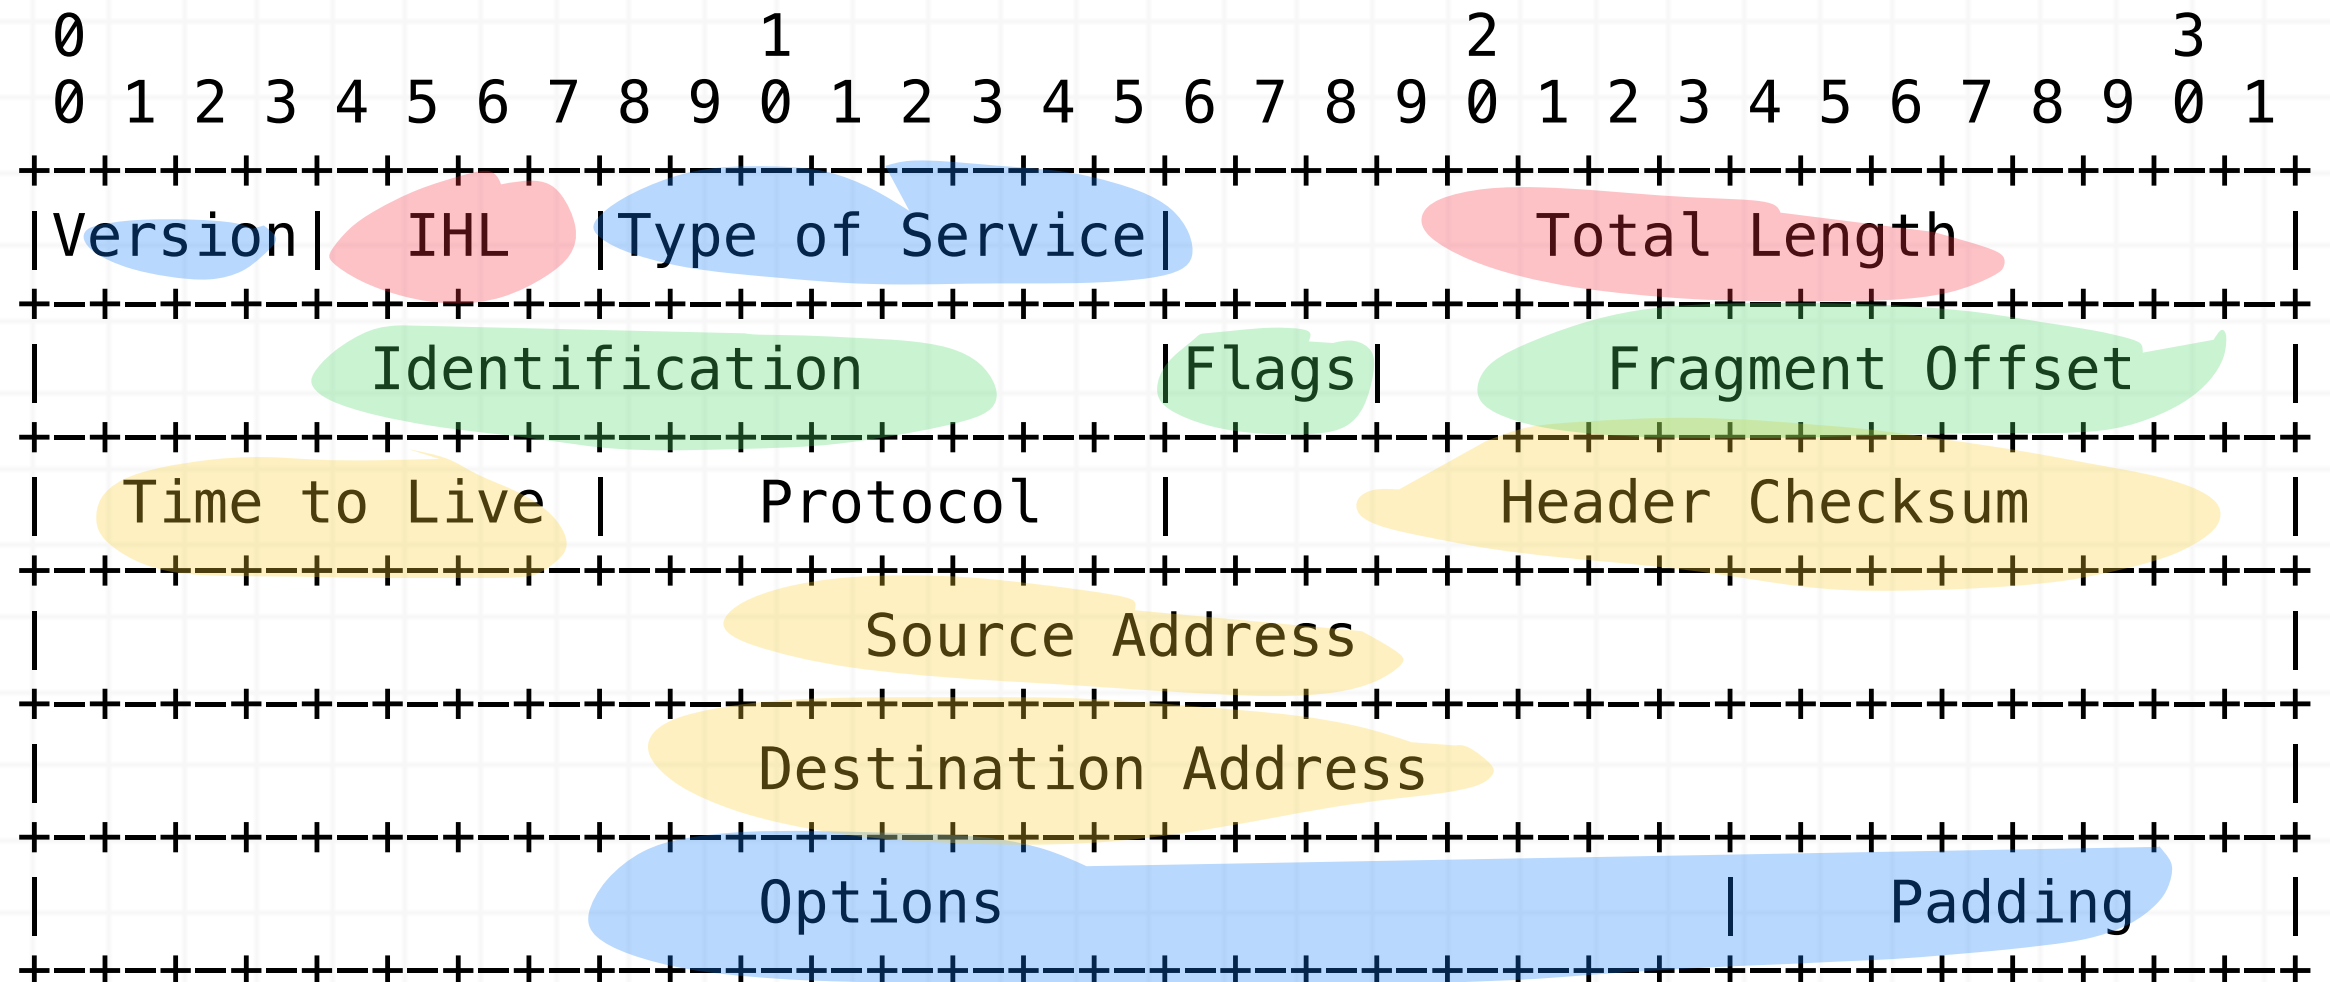 0                   1                   2                   3
0 1 2 3 4 5 6 7 8 9 0 1 2 3 4 5 6 7 8 9 0 1 2 3 4 5 6 7 8 9 0 1
+-+-+-+-+-+-+-+-+-+-+-+-+-+-+-+-+-+-+-+-+-+-+-+-+-+-+-+-+-+-+-+-+
|Version|  IHL  |Type of Service|          Total Length         |
+-+-+-+-+-+-+-+-+-+-+-+-+-+-+-+-+-+-+-+-+-+-+-+-+-+-+-+-+-+-+-+-+
|         Identification        |Flags|      Fragment Offset    |
+-+-+-+-+-+-+-+-+-+-+-+-+-+-+-+-+-+-+-+-+-+-+-+-+-+-+-+-+-+-+-+-+
|  Time to Live |    Protocol   |         Header Checksum       |
+-+-+-+-+-+-+-+-+-+-+-+-+-+-+-+-+-+-+-+-+-+-+-+-+-+-+-+-+-+-+-+-+
|                       Source Address                          |
+-+-+-+-+-+-+-+-+-+-+-+-+-+-+-+-+-+-+-+-+-+-+-+-+-+-+-+-+-+-+-+-+
|                    Destination Address                        |
+-+-+-+-+-+-+-+-+-+-+-+-+-+-+-+-+-+-+-+-+-+-+-+-+-+-+-+-+-+-+-+-+
|                    Options                    |    Padding    |
+-+-+-+-+-+-+-+-+-+-+-+-+-+-+-+-+-+-+-+-+-+-+-+-+-+-+-+-+-+-+-+-+